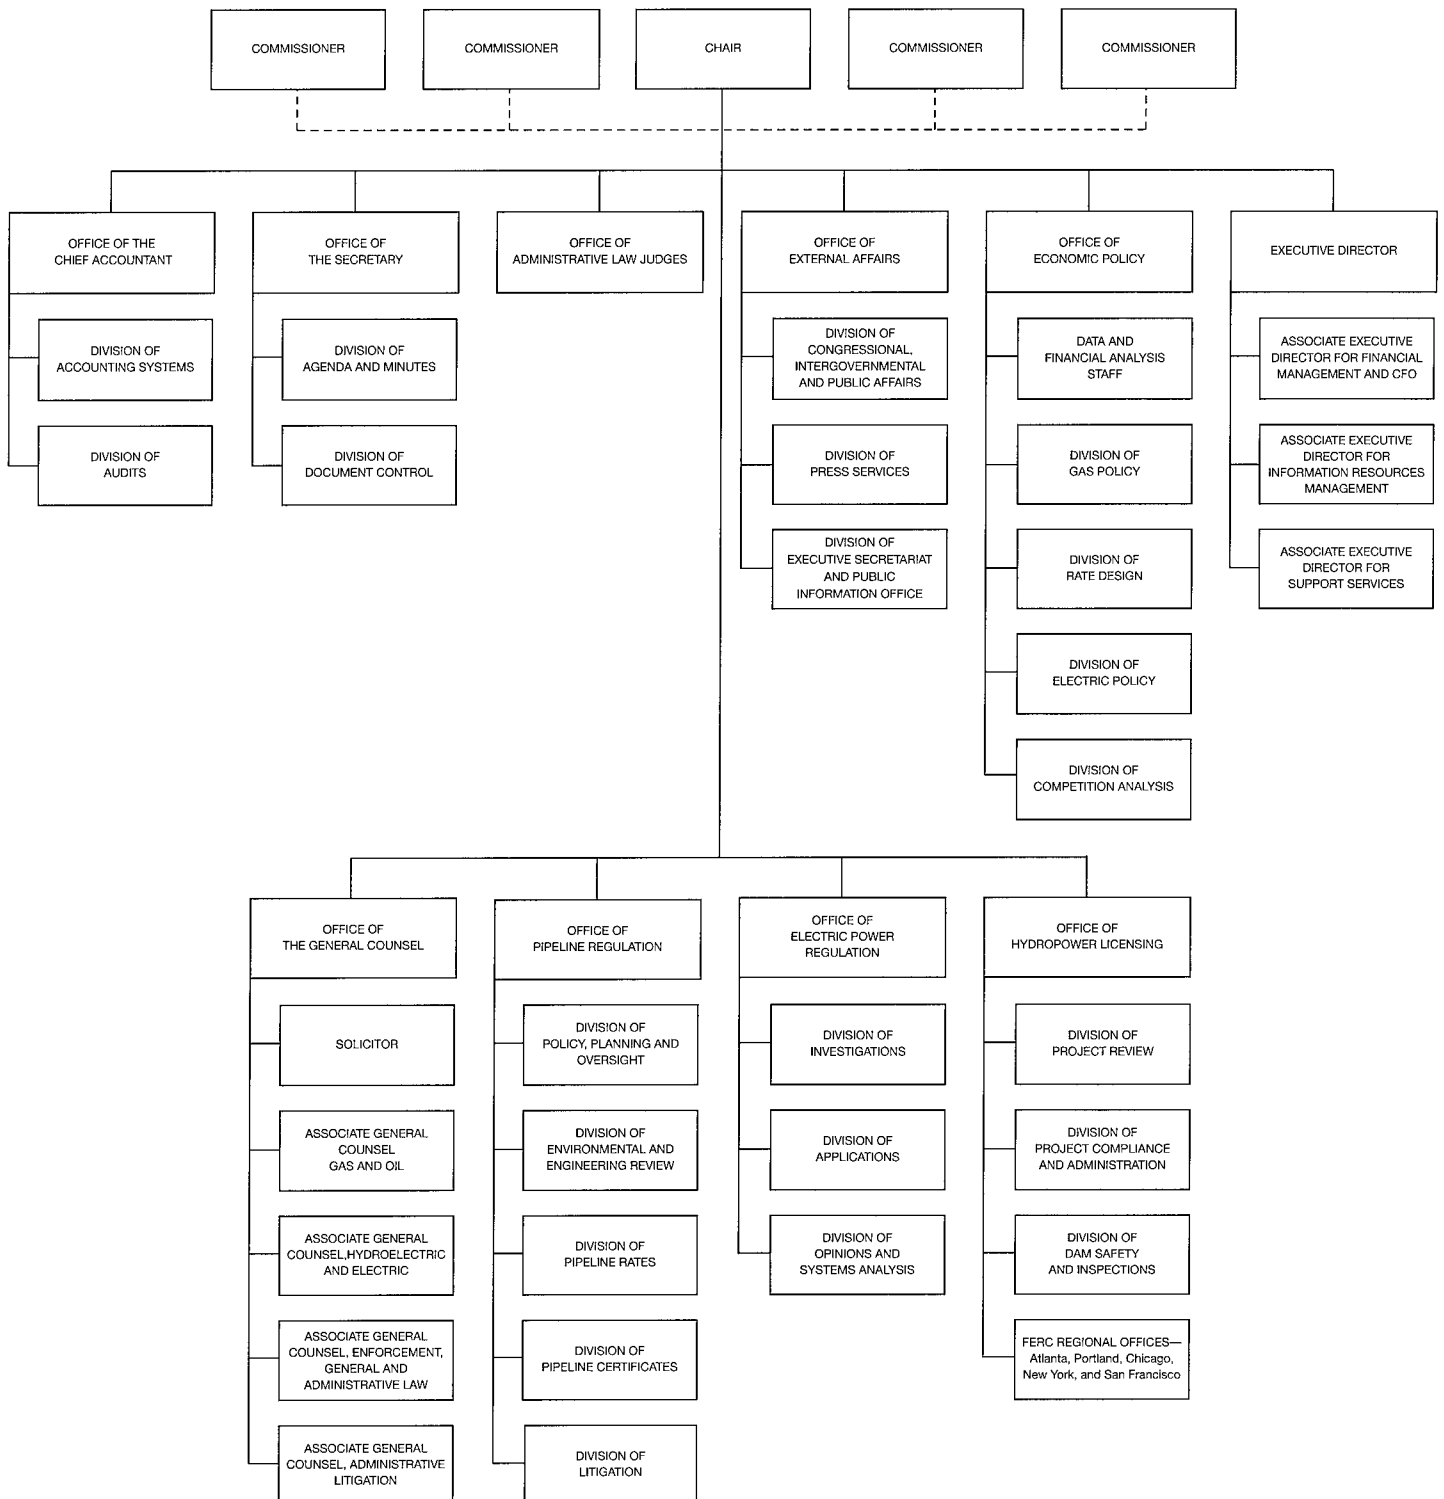 COMMISSIONER
COMMISSIONER
CHAIR
COMMISSIONER
COMMISSIONER
OFFICE OF THE
CHIEF ACCOUNTANT
OFFICE OF
THE SECRETARY
OFFICE OF
ADMINISTRATIVE LAW JUDGES
OFFICE OF
EXTERNAL AFFAIRS
OFFICE OF
ECONOMIC POLICY
EXECUTIVE DIRECTOR
DIVISION OF
ACCOUNTING SYSTEMS
DIVISION OF
AGENDA AND MINUTES
DIVISION OF
CONGRESSIONAL,
INTERGOVERNMENTAL
AND PUBLIC AFFAIRS
DATA AND
FINANCIAL ANALYSIS
STAFF
ASSOCIATE EXECUTIVE
DIRECTOR FOR FINANCIAL
MANAGEMENT AND CFO
DIVISION OF
AUDITS
DIVISION OF
DOCUMENT CONTROL
DIVISION OF
PRESS SERVICES
DIVISION OF
GAS POLICY
ASSOCIATE EXECUTIVE
DIRECTOR FOR
INFORMATION RESOURCES
MANAGEMENT
DIVISION OF
EXECUTIVE SECRETARIAT
AND PUBLIC
INFORMATION OFFICE
DIVISION OF
RATE DESIGN
ASSOCIATE EXECUTIVE
DIRECTOR FOR
SUPPORT SERVICES
DIVISION OF
ELECTRIC POLICY
DIVISION OF
COMPETITION ANALYSIS
OFFICE OF
THE GENERAL COUNSEL
OFFICE OF
PIPELINE REGULATION
OFFICE OF
ELECTRIC POWER
REGULATION
OFFICE OF
HYDROPOWER LICENSING
SOLICITOR
DIVISION OF
POLICY, PLANNING AND
OVERSIGHT
DIVISION OF
INVESTIGATIONS
DIVISION OF
PROJECT REVIEW
ASSOCIATE GENERAL
COUNSEL
GAS AND OIL
DIVISION OF
ENVIRONMENTAL AND
ENGINEERING REVIEW
DIVISION OF
APPLICATIONS
DIVISION OF
PROJECT COMPLIANCE
AND ADMINISTRATION
ASSOCIATE GENERAL
COUNSEL,HYDROELECTRIC
AND ELECTRIC
DIVISION OF
PIPELINE RATES
DIVISION OF
OPINIONS AND
SYSTEMS ANALYSIS
DIVISION OF
DAM SAFETY
AND INSPECTIONS
ASSOCIATE GENERAL
COUNSEL, ENFORCEMENT,
GENERAL AND
ADMINISTRATIVE LAW
DIVISION OF
PIPELINE CERTIFICATES
FERC REGIONAL OFFICES—
Atlanta, Portland, Chicago,
New York, and San Francisco
ASSOCIATE GENERAL
COUNSEL, ADMINISTRATIVE
LITIGATION
DIVISION OF
LITIGATION